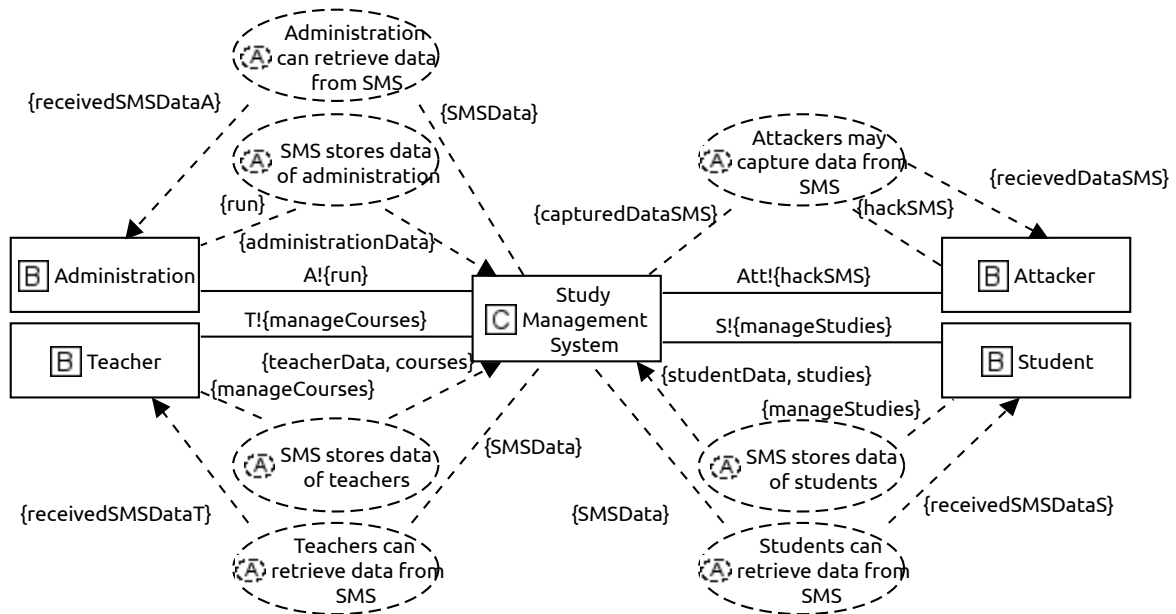 Administration
A can retrieve data
from SMS
{receivedSMSDataA}
{SMSData}
A SMS stores data
of administration
Attackers may
A capture data from
SMS
{recievedDataSMS}
{run}
{capturedDataSMS}
{hackSMS}
{administrationData}
B Administration
A!{run}
Att!{hackSMS}
B Attacker
C Study
Management
System
T!{manageCourses}
S!{manageStudies}
B Teacher
B Student
{teacherData, courses}
{studentData, studies}
{manageCourses}
{manageStudies}
A SMS stores data
of teachers
{SMSData}
A SMS stores data
of students
{receivedSMSDataT}
{SMSData}
{receivedSMSDataS}
Teachers can
A retrieve data from
SMS
Students can
A retrieve data from
SMS